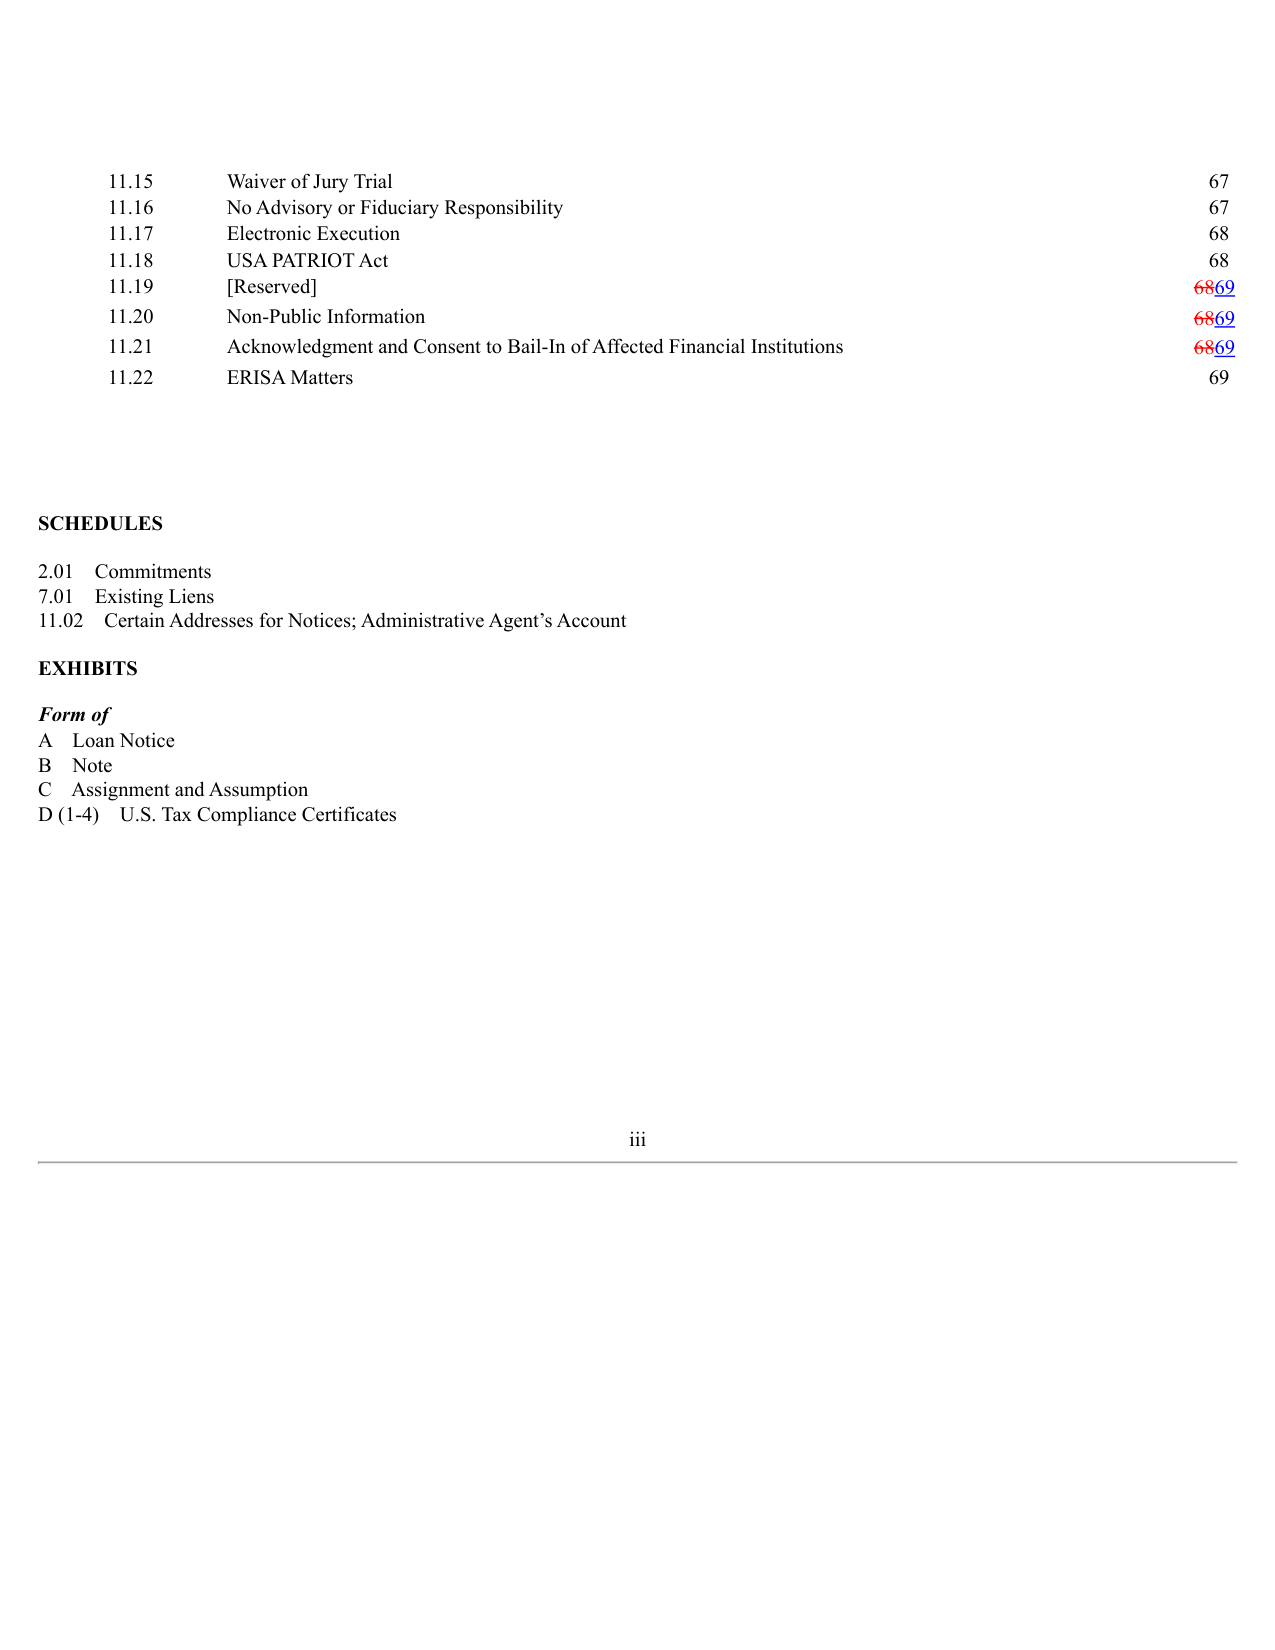 11.15 Waiver of Jury Trial 67
11.16 No Advisory or Fiduciary Responsibility 67
11.17 Electronic Execution 68
11.18 USA PATRIOT Act 68
11.19 [Reserved] 6869
11.20 Non-Public Information 6869
11.21 Acknowledgment and Consent to Bail-In of Affected Financial Institutions 6869
11.22 ERISA Matters 69
SCHEDULES
2.01 Commitments
7.01 Existing Liens
11.02 Certain Addresses for Notices; Administrative Agent’s Account
EXHIBITS
Form of
A Loan Notice
B Note
C Assignment and Assumption
D (1-4) U.S. Tax Compliance Certificates
iii